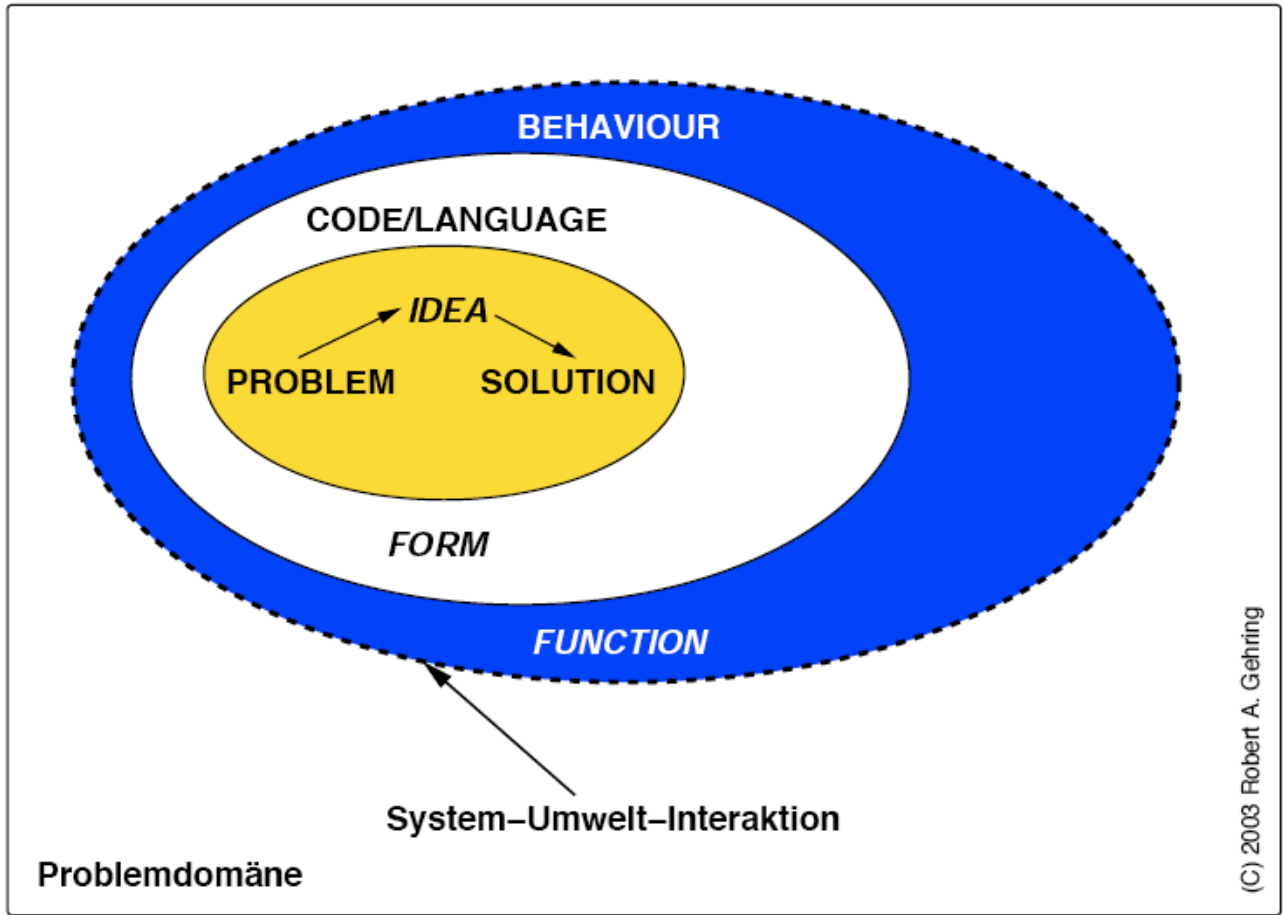 BEHAVIOUR
CODE/LANGUAGE
IDEA
PROBLEM SOLUTION
FORM
FUNCTION
System–Umwelt–Interaktion
Problemdomäne
(C) 2003 Robert A. Gehring